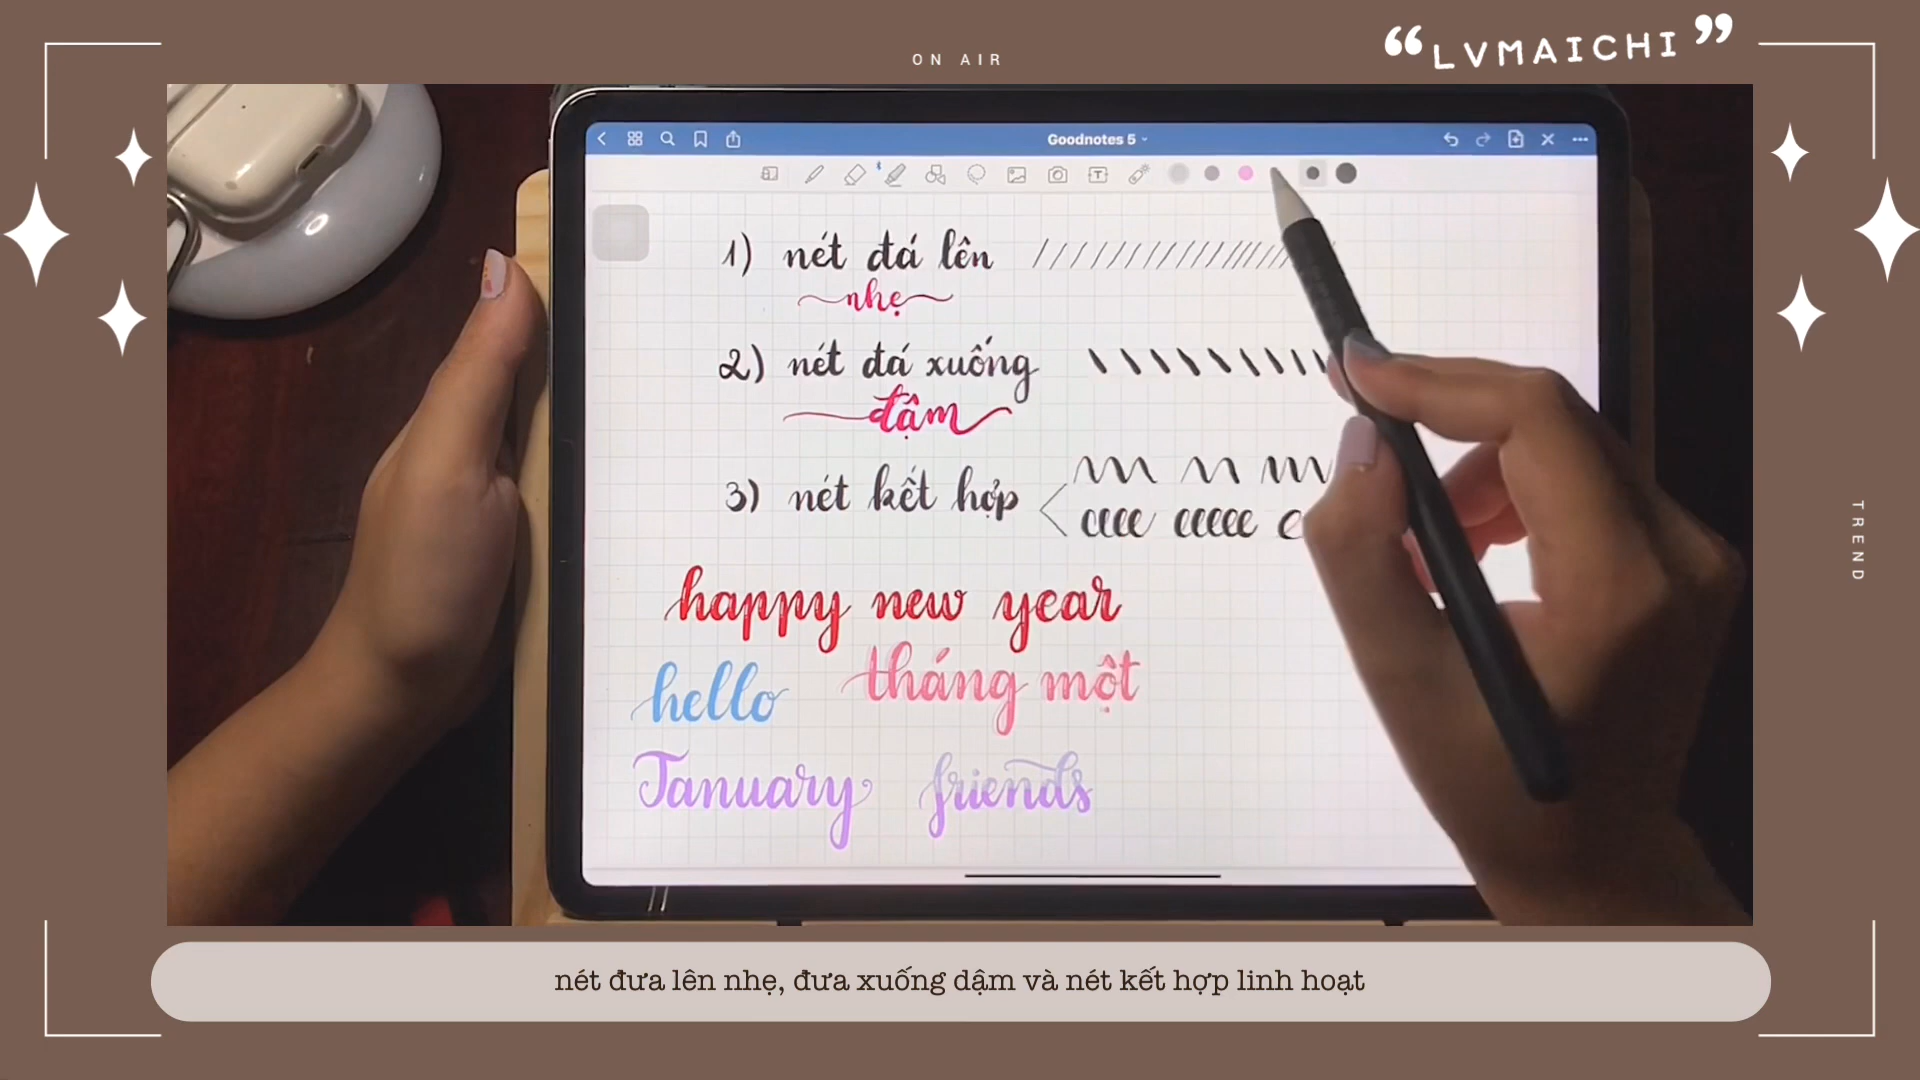 ON AIR
“LVMAICHI”
Goodnotes 5
1) nét đá lên
nhẹ
2) nét đá xuống
đậm
3) nét kết hợp
happy new year
hello tháng một
January friends
TREND
nét đưa lên nhẹ, đưa xuống dậm và nét kết hợp linh hoạt